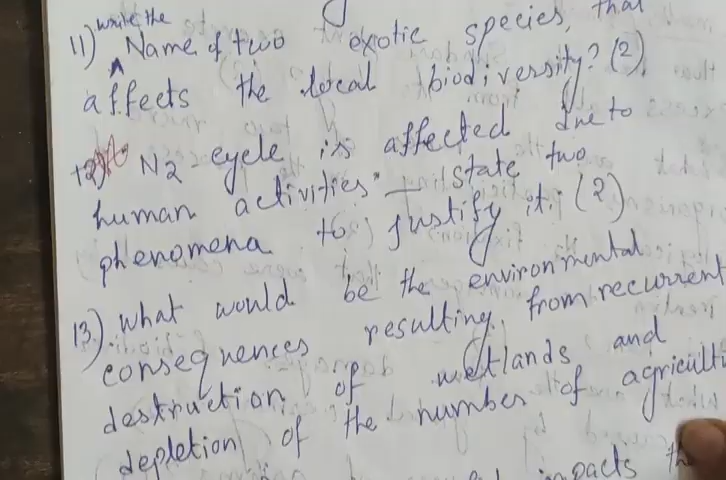 write the
11) Name of two exotic species, that
affects the local biodiversity? (2)
12) N2-cycle is affected due to
human activities" — state two
phenomena to justify it. (2)
13). what would be the environmental
consequences resulting from recurrent
destruction of wetlands and
depletion of the number of agricultu
impacts th